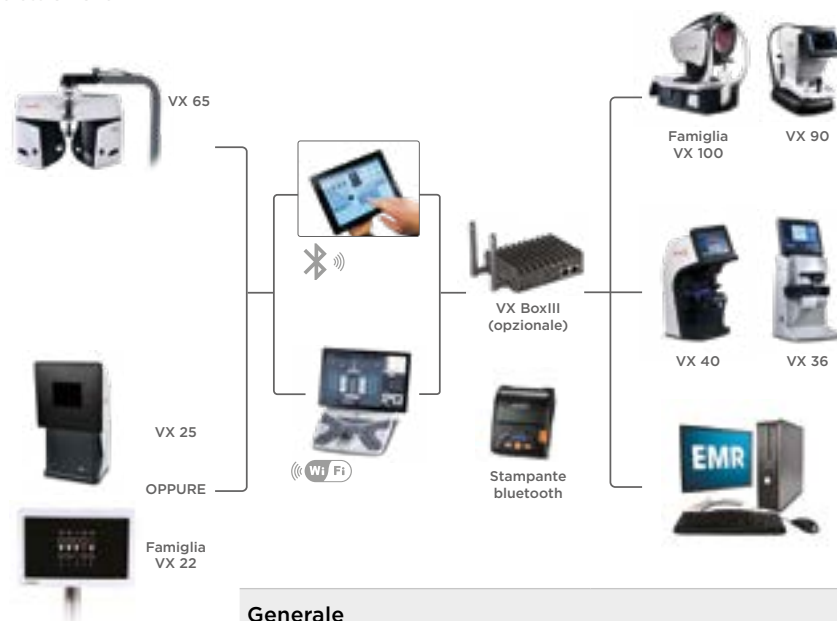 VX 65
Famiglia
VX 100
VX 90
VX BoxIII
(opzionale)
VX 40
VX 36
VX 25
OPPURE
Wi Fi
Stampante
bluetooth
EMR
Famiglia
VX 22
Generale